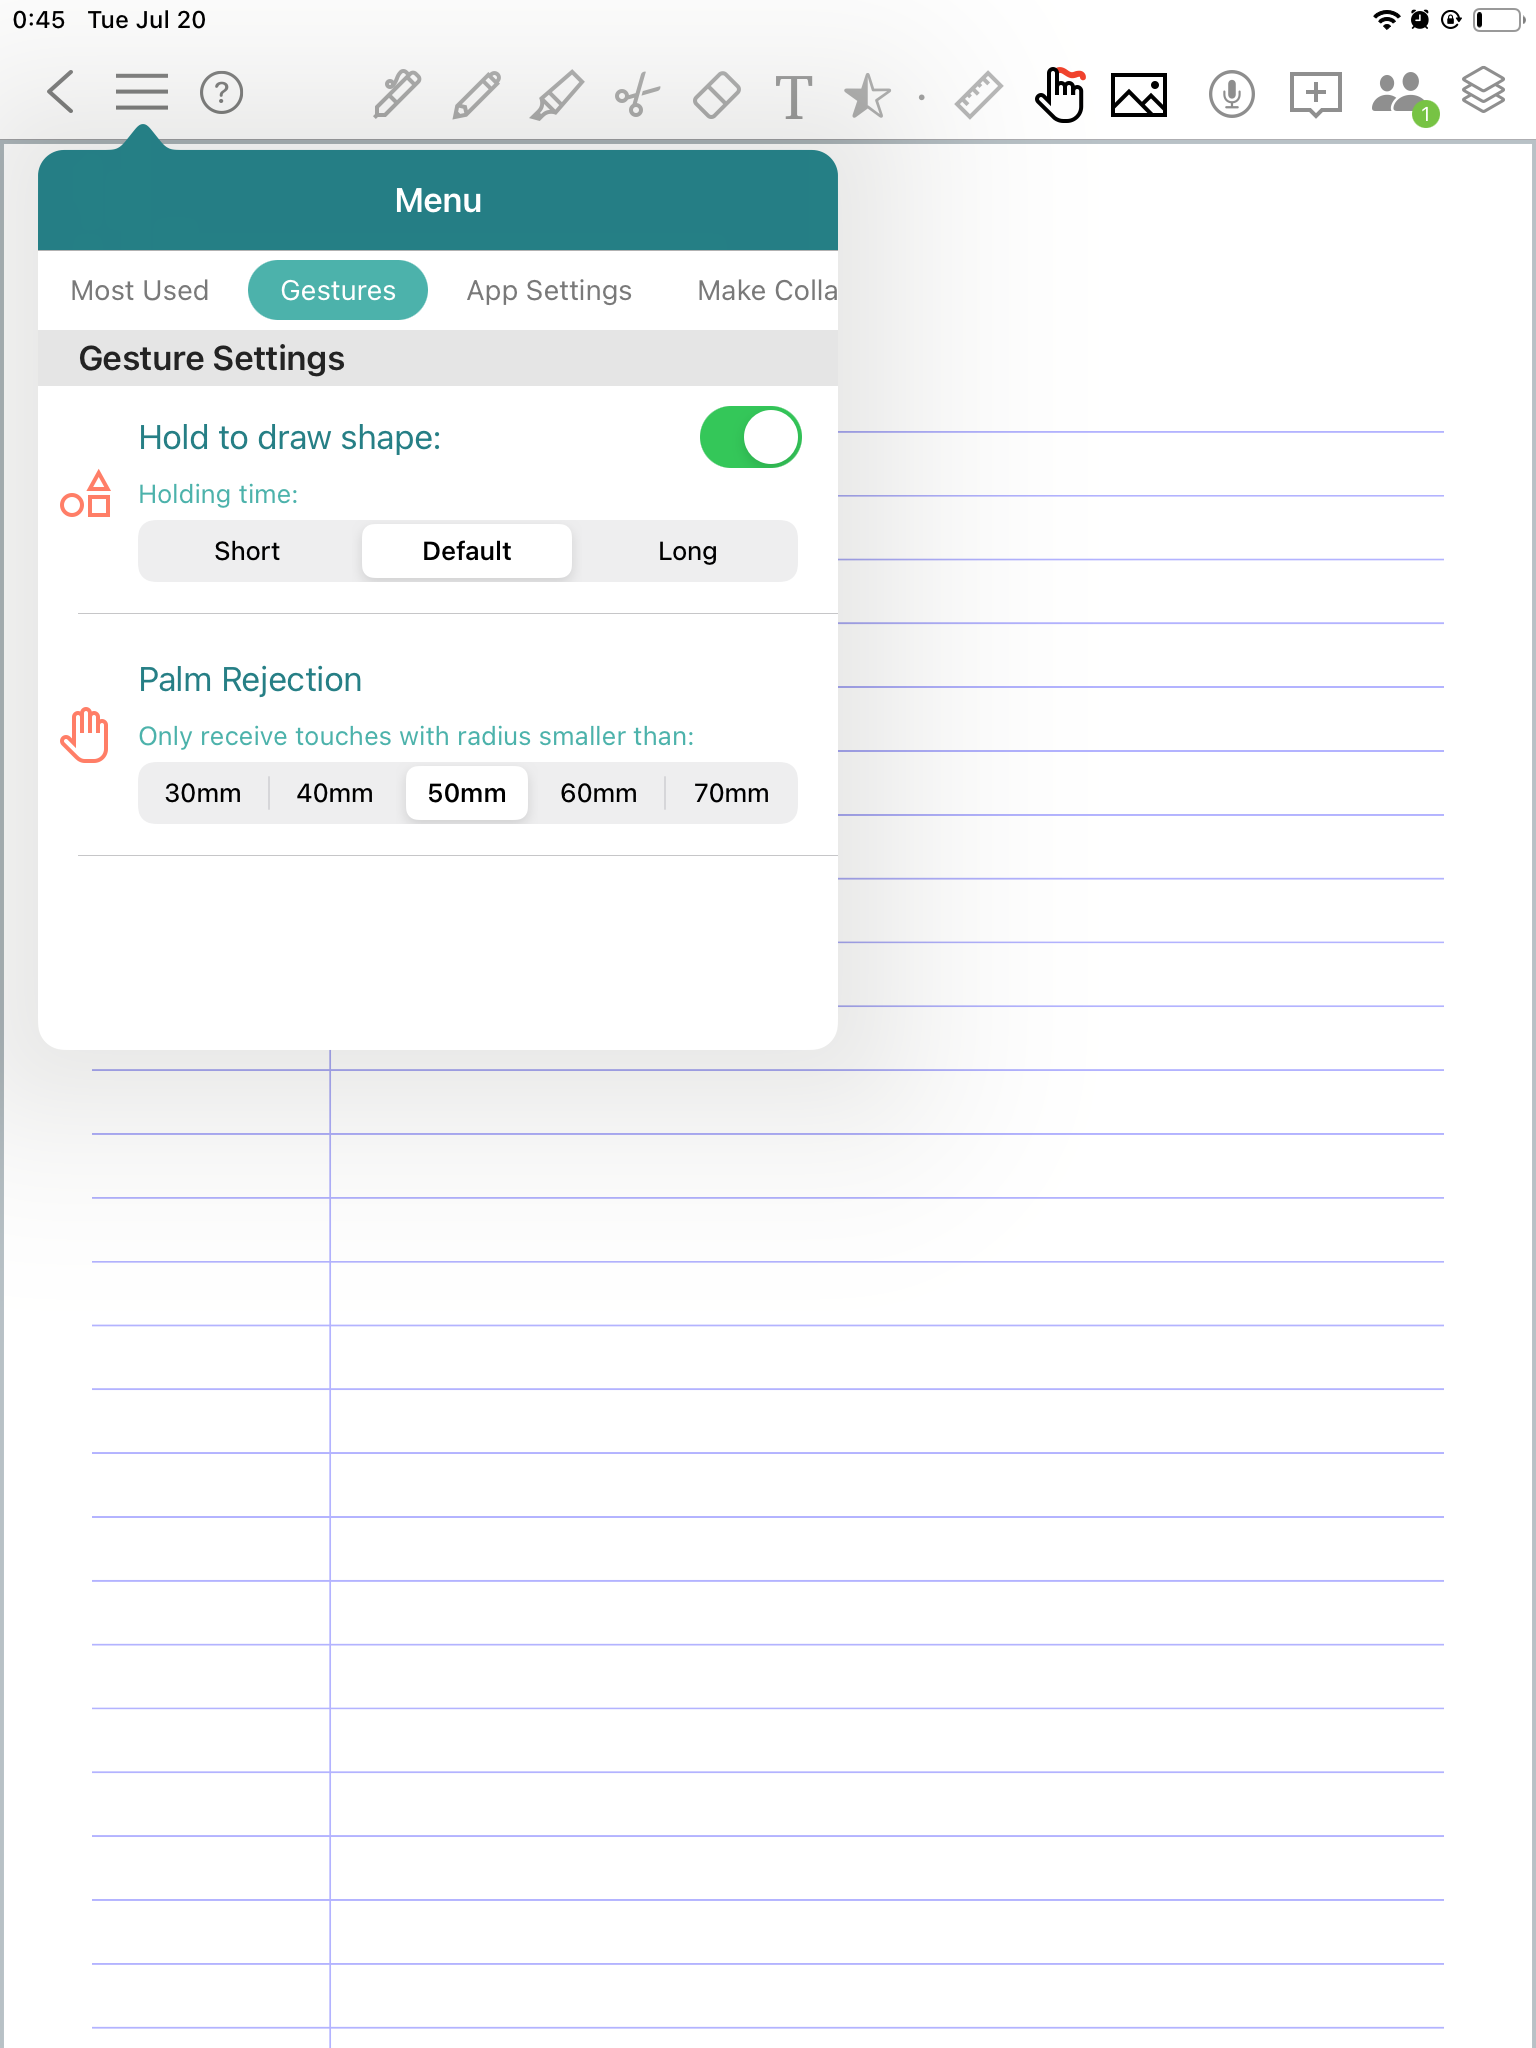 0:45 Tue Jul 20
?
T
1
Menu
Most Used Gestures App Settings Make Colla
Gesture Settings
Hold to draw shape:
Holding time:
Short Default Long
Palm Rejection
Only receive touches with radius smaller than:
30mm 40mm 50mm 60mm 70mm